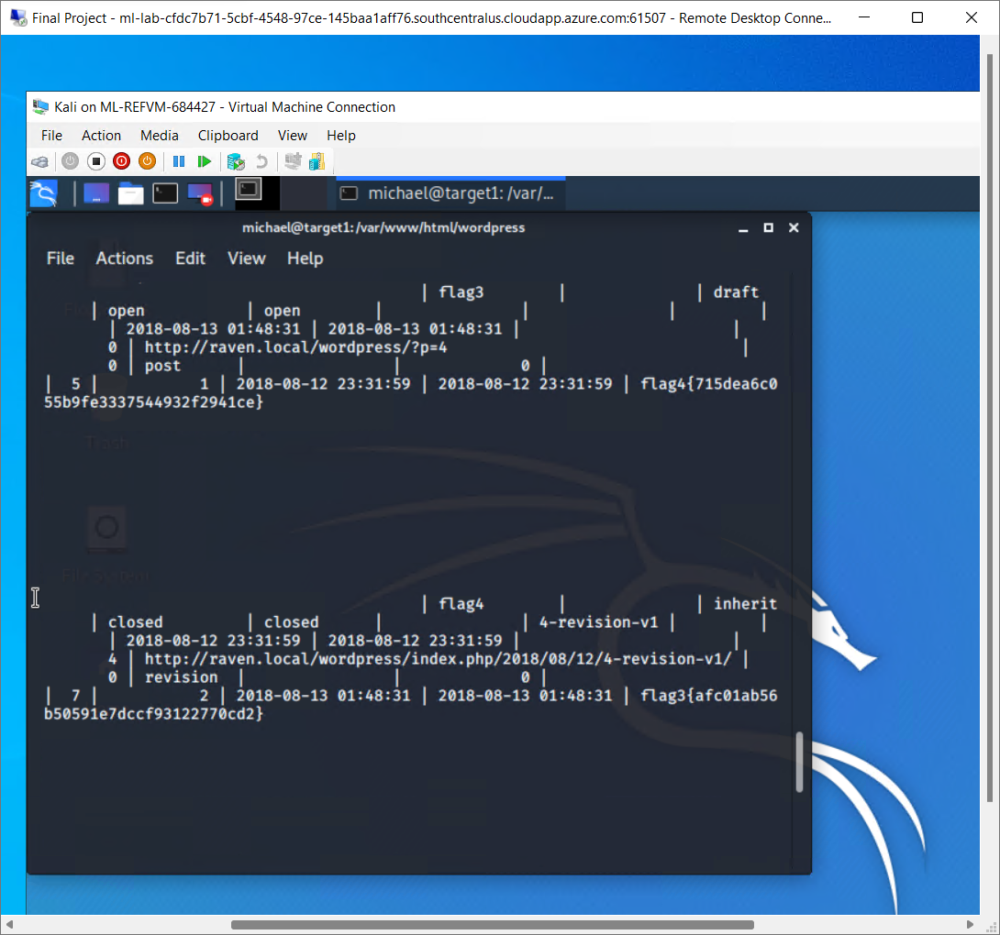 Final Project - ml-lab-cfdc7b71-5cbf-4548-97ce-145baa1aff76.southcentralus.cloudapp.azure.com:61507 - Remote Desktop Conne...
Kali on ML-REFVM-684427 - Virtual Machine Connection
File Action Media Clipboard View Help
michael@target1: /var/...
michael@target1:/var/www/html/wordpress
File Actions Edit View Help
| flag3 | | draft
| open | open | | | |
| 2018-08-13 01:48:31 | 2018-08-13 01:48:31 | |
0 | http://raven.local/wordpress/?p=4 |
0 | post | | 0 |
| 5 | 1 | 2018-08-12 23:31:59 | 2018-08-12 23:31:59 | flag4{715dea6c0
55b9fe3337544932f2941ce}
Trash
File System
| flag4 | | inherit
| closed | closed | | 4-revision-v1 | |
| 2018-08-12 23:31:59 | 2018-08-12 23:31:59 | |
4 | http://raven.local/wordpress/index.php/2018/08/12/4-revision-v1/ |
0 | revision | | 0 |
| 7 | 2 | 2018-08-13 01:48:31 | 2018-08-13 01:48:31 | flag3{afc01ab56
b50591e7dccf93122770cd2}